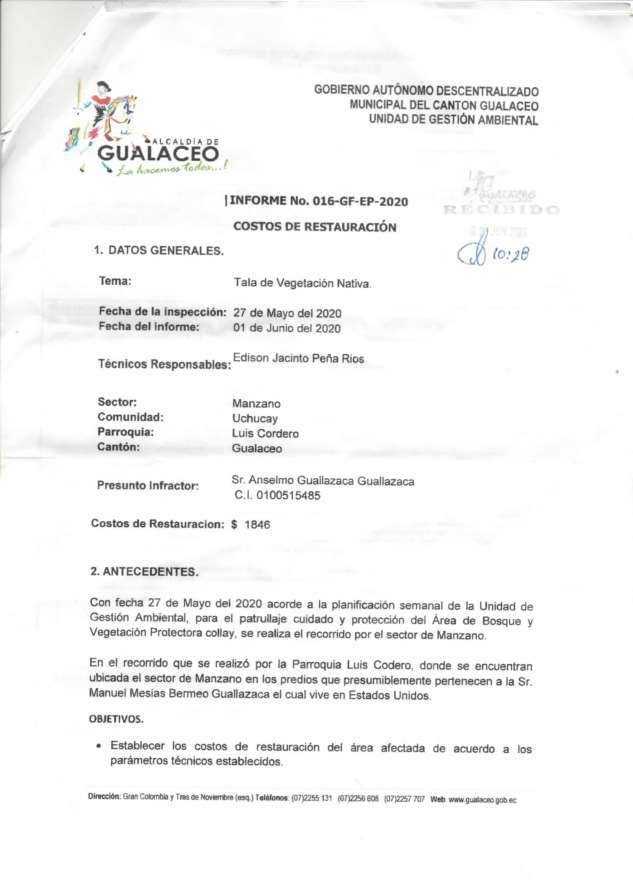 GOBIERNO AUTÓNOMO DESCENTRALIZADO
MUNICIPAL DEL CANTON GUALACEO
UNIDAD DE GESTIÓN AMBIENTAL
ALCALDÍA DE
GUALACEO
La hacemos todos...!
|INFORME No. 016-GF-EP-2020
COSTOS DE RESTAURACIÓN
GUALACEO
RECIBIDO
10:28
1. DATOS GENERALES.
Tema: Tala de Vegetación Nativa.
Fecha de la inspección: 27 de Mayo del 2020
Fecha del informe: 01 de Junio del 2020
Técnicos Responsables: Edison Jacinto Peña Rios
Sector: Manzano
Comunidad: Uchucay
Parroquia: Luis Cordero
Cantón: Gualaceo
Presunto Infractor: Sr. Anselmo Guallazaca Guallazaca
C.I. 0100515485
Costos de Restauracion: $ 1846
2. ANTECEDENTES.
Con fecha 27 de Mayo del 2020 acorde a la planificación semanal de la Unidad de
Gestión Ambiental, para el patrullaje cuidado y protección del Área de Bosque y
Vegetación Protectora collay, se realiza el recorrido por el sector de Manzano.
En el recorrido que se realizó por la Parroquia Luis Codero, donde se encuentran
ubicada el sector de Manzano en los predios que presumiblemente pertenecen a la Sr.
Manuel Mesias Bermeo Guallazaca el cual vive en Estados Unidos.
OBJETIVOS.
• Establecer los costos de restauración del área afectada de acuerdo a los
parámetros técnicos establecidos.
Dirección: Gran Colombia y Tres de Noviembre (esq.) Teléfonos: (07)2255 131 (07)2256 608 (07)2257 707 Web: www.gualaceo.gob.ec